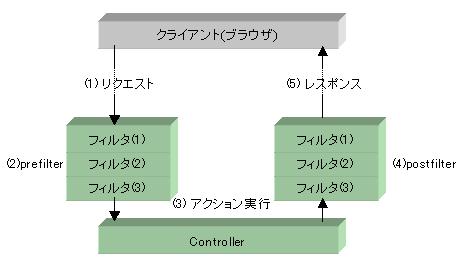 クライアント(ブラウザ)
(1) リクエスト
(5) レスポンス
フィルタ(1)
フィルタ(2)
フィルタ(3)
(2)prefilter
フィルタ(1)
フィルタ(2)
フィルタ(3)
(4)postfilter
(3) アクション実行
Controller